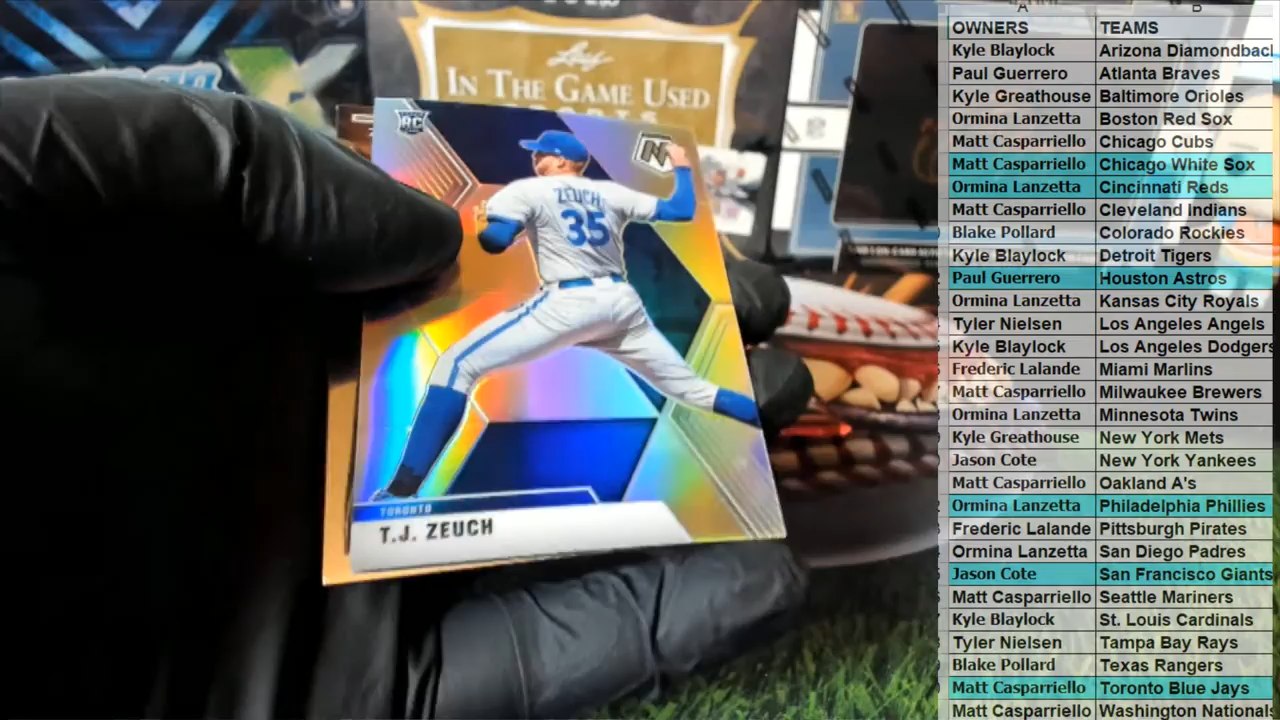 Leaf
IN THE GAME USED
RC
ZEUCH
35
TORONTO
T.J. ZEUCH
A B
OWNERS TEAMS
Kyle Blaylock Arizona Diamondbac
Paul Guerrero Atlanta Braves
Kyle Greathouse Baltimore Orioles
Ormina Lanzetta Boston Red Sox
Matt Casparriello Chicago Cubs
Matt Casparriello Chicago White Sox
Ormina Lanzetta Cincinnati Reds
Matt Casparriello Cleveland Indians
Blake Pollard Colorado Rockies
Kyle Blaylock Detroit Tigers
Paul Guerrero Houston Astros
Ormina Lanzetta Kansas City Royals
Tyler Nielsen Los Angeles Angels
Kyle Blaylock Los Angeles Dodgers
Frederic Lalande Miami Marlins
Matt Casparriello Milwaukee Brewers
Ormina Lanzetta Minnesota Twins
Kyle Greathouse New York Mets
Jason Cote New York Yankees
Matt Casparriello Oakland A's
Ormina Lanzetta Philadelphia Phillies
Frederic Lalande Pittsburgh Pirates
Ormina Lanzetta San Diego Padres
Jason Cote San Francisco Giants
Matt Casparriello Seattle Mariners
Kyle Blaylock St. Louis Cardinals
Tyler Nielsen Tampa Bay Rays
Blake Pollard Texas Rangers
Matt Casparriello Toronto Blue Jays
Matt Casparriello Washington Nationals